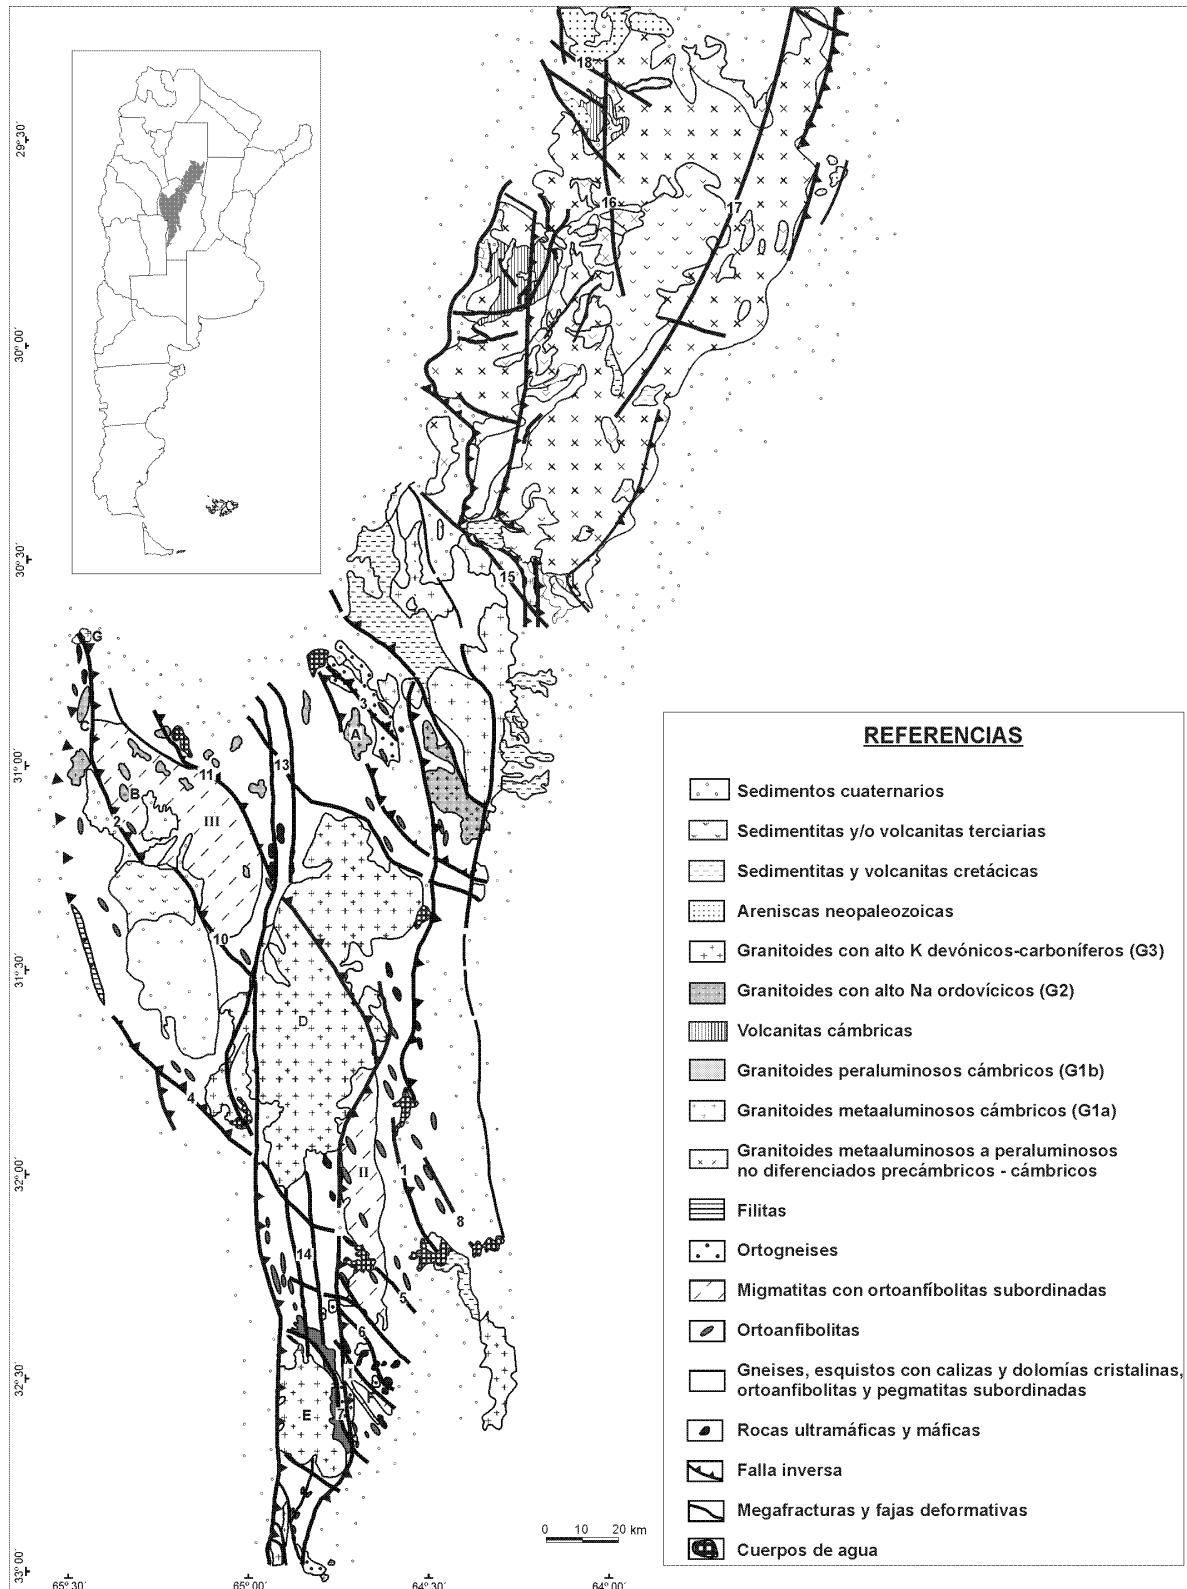 18
29° 30´
16
17
30° 00´
30° 30´
15
G
3
C
A
31° 00´
11
13
B
2
III
10
31° 30´
D
4
32° 00´
II
1
8
14
5
6
32° 30´
I
E
7
33° 00´
65° 30´
65° 00´
64° 30´
64° 00´
0 10 20 km
REFERENCIAS
Sedimentos cuaternarios
Sedimentitas y/o volcanitas terciarias
Sedimentitas y volcanitas cretácicas
Areniscas neopaleozoicas
Granitoides con alto K devónicos-carboníferos (G3)
Granitoides con alto Na ordovícicos (G2)
Volcanitas cámbricas
Granitoides peraluminosos cámbricos (G1b)
Granitoides metaaluminosos cámbricos (G1a)
Granitoides metaaluminosos a peraluminosos
no diferenciados precámbricos - cámbricos
Filitas
Ortogneises
Migmatitas con ortoanfíbolitas subordinadas
Ortoanfibolitas
Gneises, esquistos con calizas y dolomías cristalinas,
ortoanfibolitas y pegmatitas subordinadas
Rocas ultramáficas y máficas
Falla inversa
Megafracturas y fajas deformativas
Cuerpos de agua